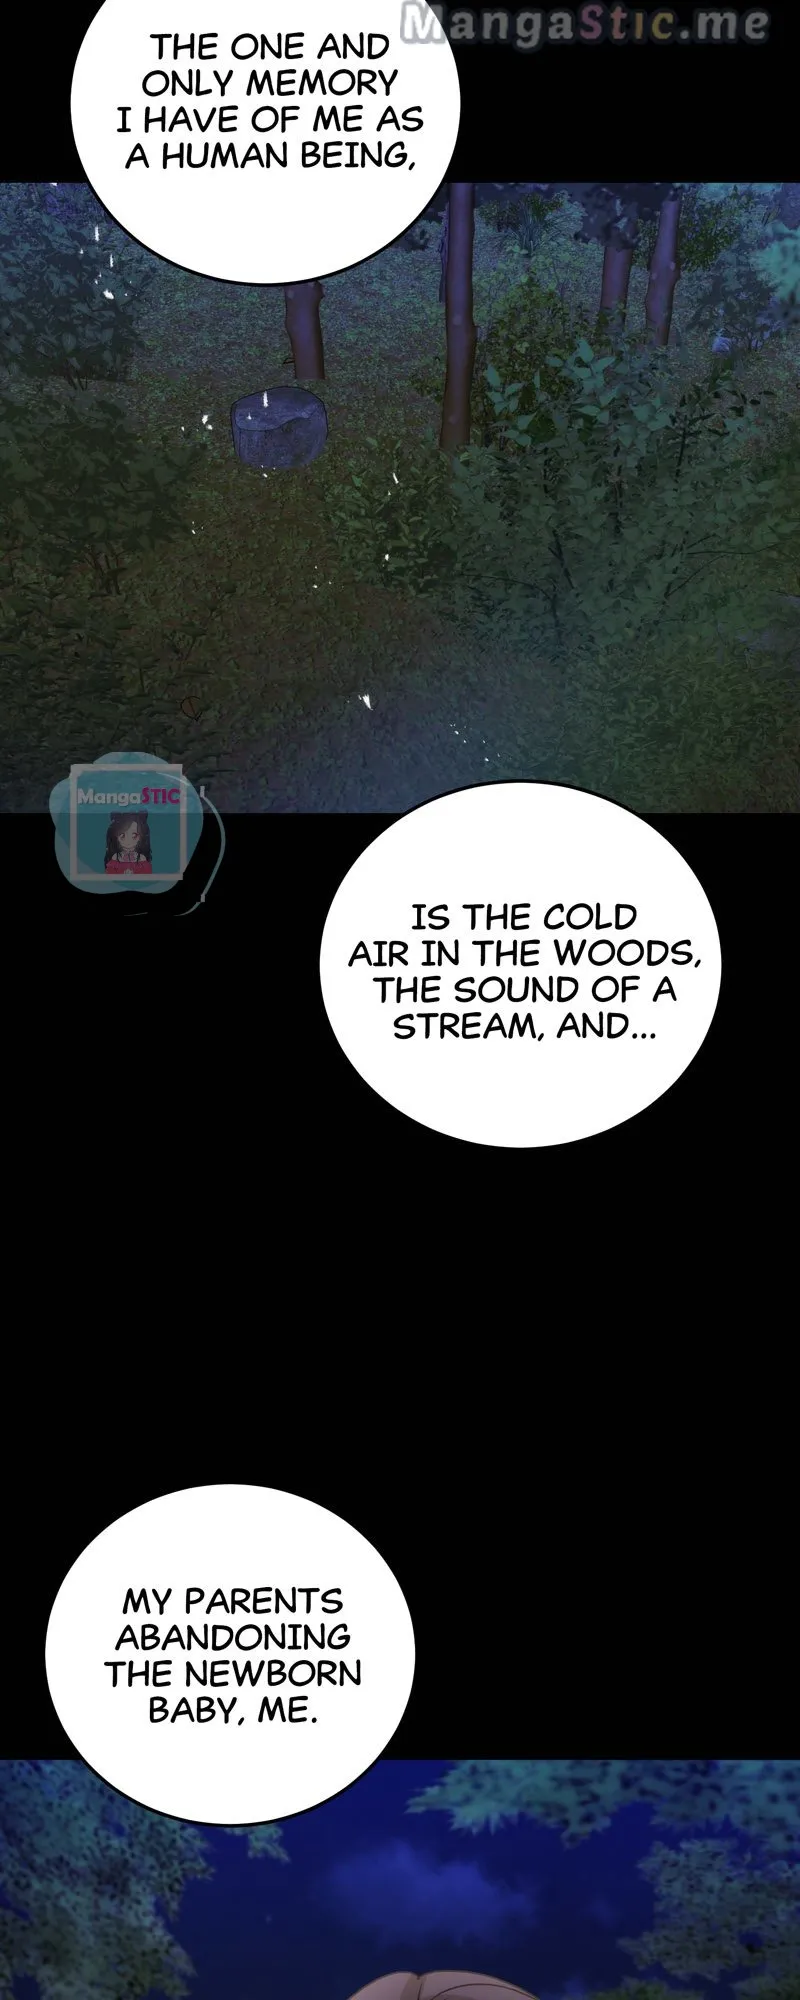 MangaStic.me
THE ONE AND
ONLY MEMORY
I HAVE OF ME AS
A HUMAN BEING,
MangaSTIC
IS THE COLD
AIR IN THE WOODS,
THE SOUND OF A
STREAM, AND...
MY PARENTS
ABANDONING
THE NEWBORN
BABY, ME.